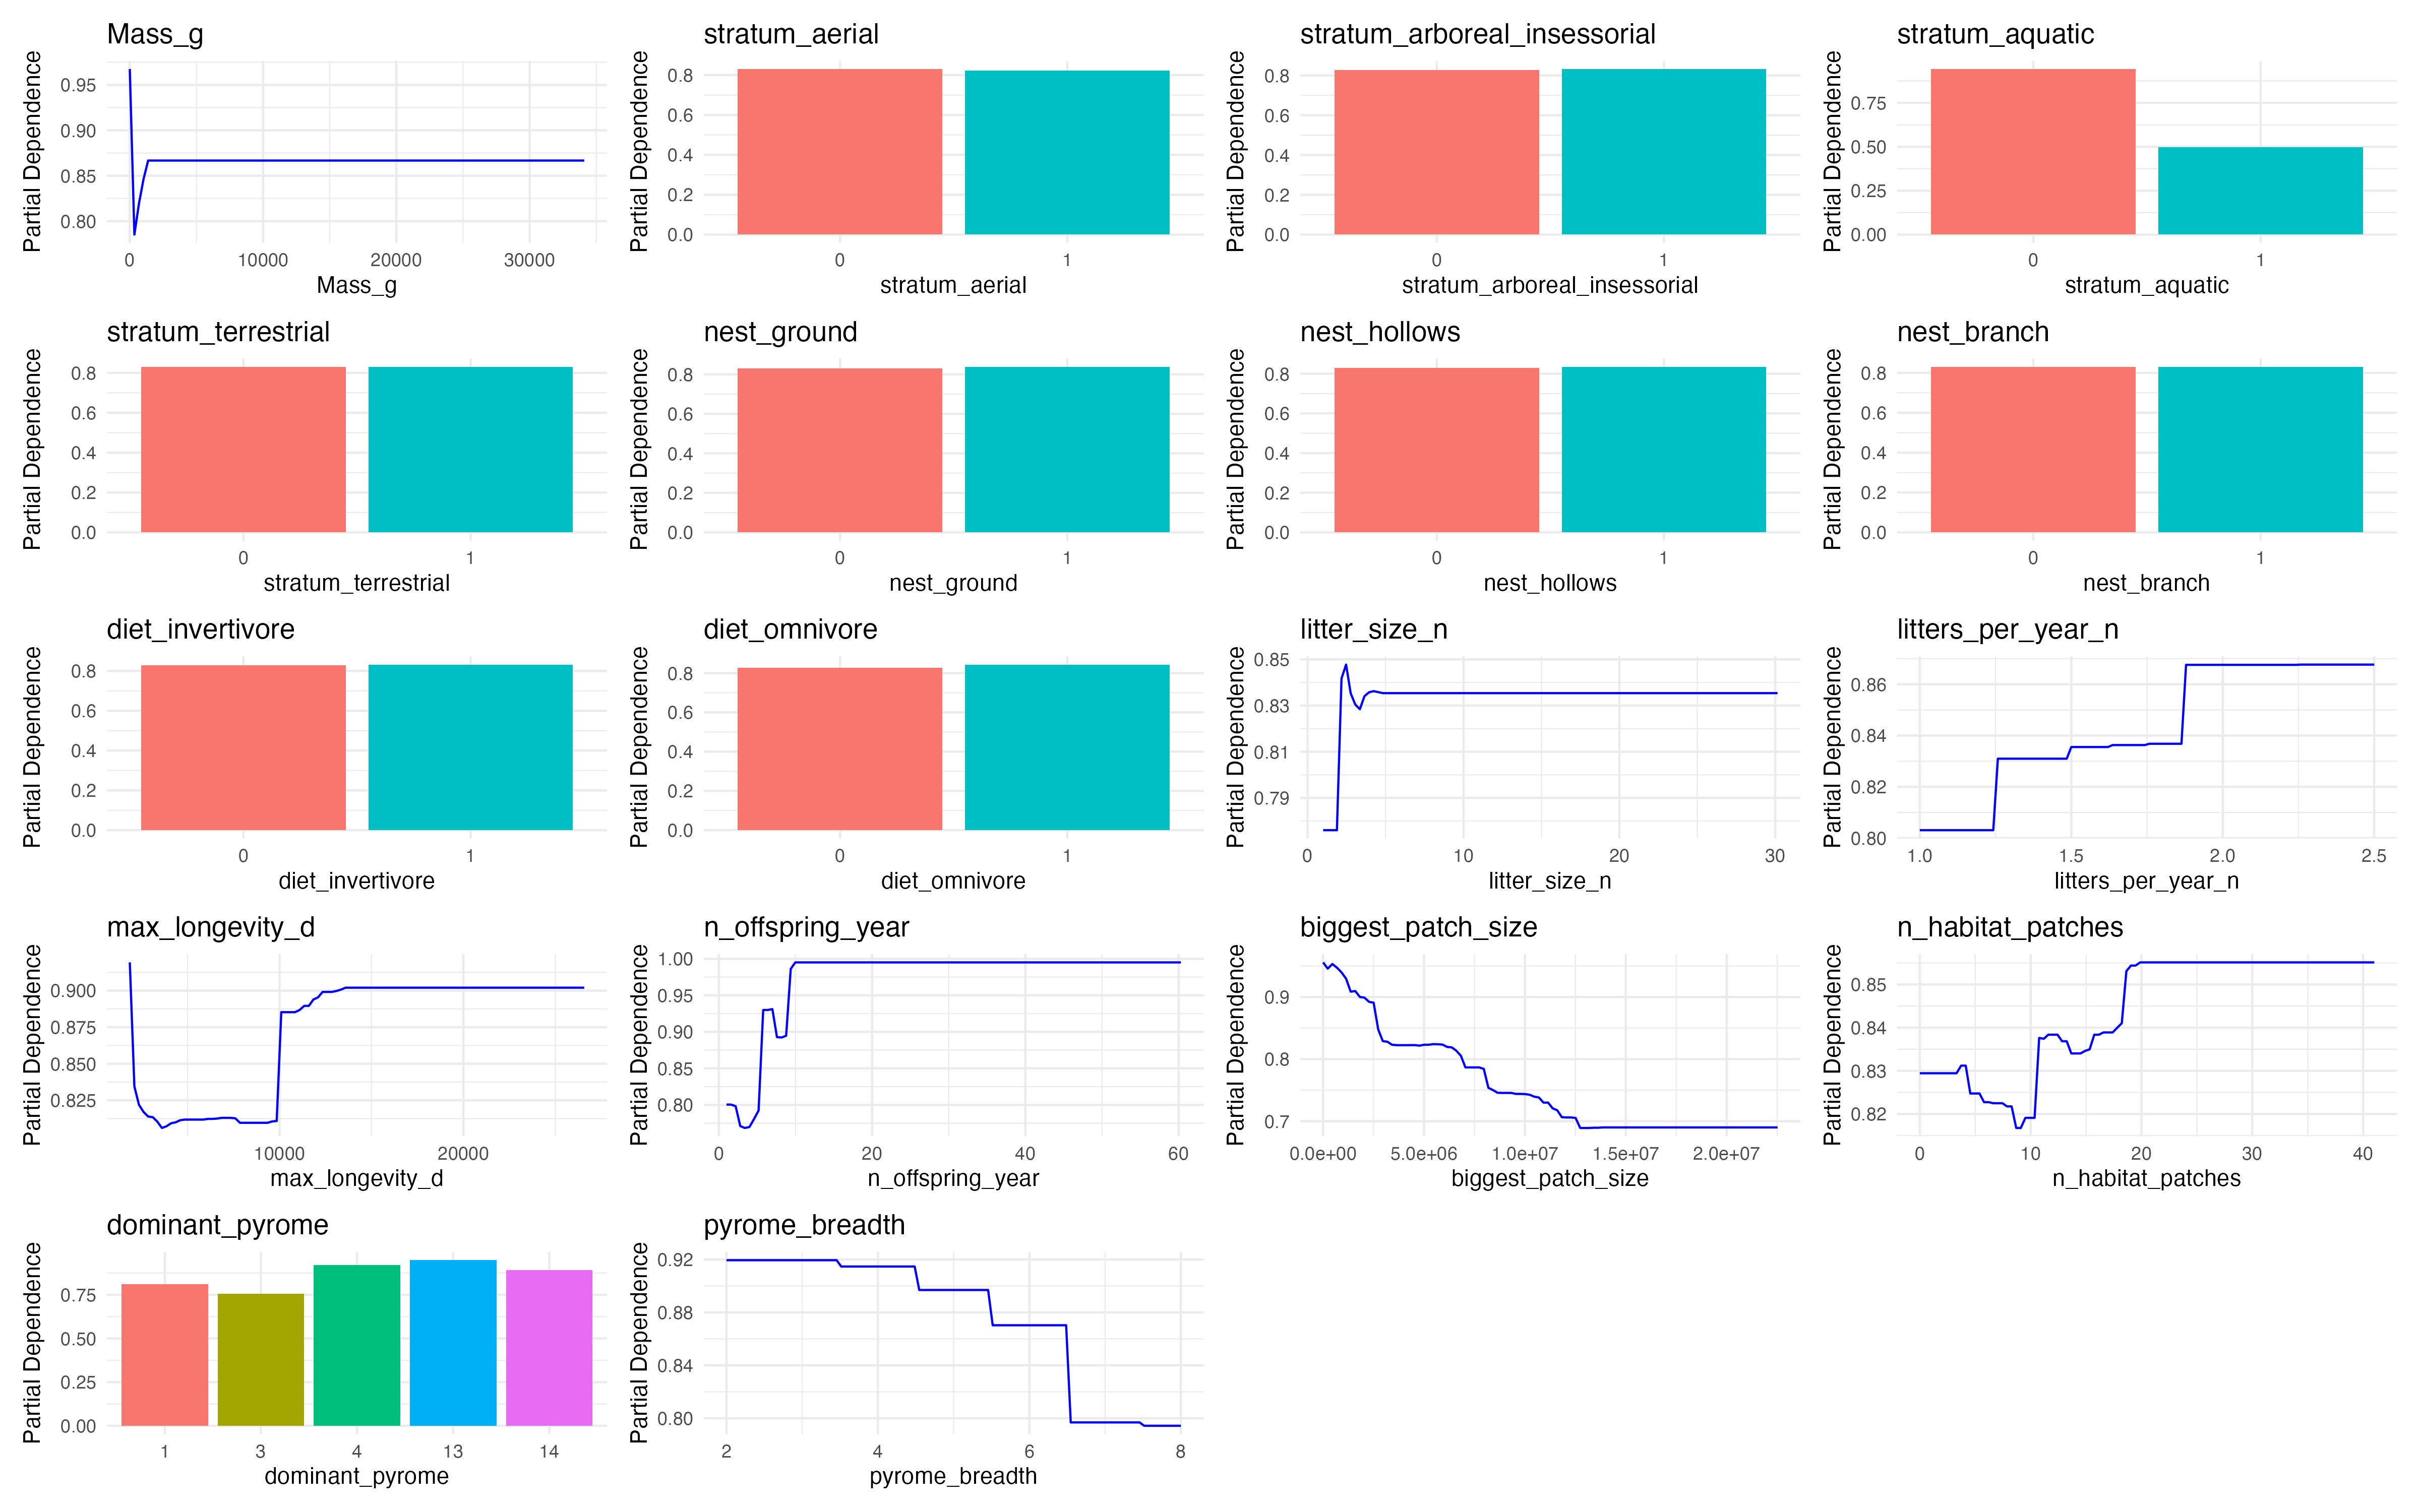 Mass_g
Partial Dependence
0.95
0.90
0.85
0.80
0 10000 20000 30000
Mass_g
stratum_aerial
Partial Dependence
0.8
0.6
0.4
0.2
0.0
0 1
stratum_aerial
stratum_arboreal_insessorial
Partial Dependence
0.8
0.6
0.4
0.2
0.0
0 1
stratum_arboreal_insessorial
stratum_aquatic
Partial Dependence
0.75
0.50
0.25
0.00
0 1
stratum_aquatic
stratum_terrestrial
Partial Dependence
0.8
0.6
0.4
0.2
0.0
0 1
stratum_terrestrial
nest_ground
Partial Dependence
0.8
0.6
0.4
0.2
0.0
0 1
nest_ground
nest_hollows
Partial Dependence
0.8
0.6
0.4
0.2
0.0
0 1
nest_hollows
nest_branch
Partial Dependence
0.8
0.6
0.4
0.2
0.0
0 1
nest_branch
diet_invertivore
Partial Dependence
0.8
0.6
0.4
0.2
0.0
0 1
diet_invertivore
diet_omnivore
Partial Dependence
0.8
0.6
0.4
0.2
0.0
0 1
diet_omnivore
litter_size_n
Partial Dependence
0.85
0.83
0.81
0.79
0 10 20 30
litter_size_n
litters_per_year_n
Partial Dependence
0.86
0.84
0.82
0.80
1.0 1.5 2.0 2.5
litters_per_year_n
max_longevity_d
Partial Dependence
0.900
0.875
0.850
0.825
10000 20000
max_longevity_d
n_offspring_year
Partial Dependence
1.00
0.95
0.90
0.85
0.80
0 20 40 60
n_offspring_year
biggest_patch_size
Partial Dependence
0.9
0.8
0.7
0.0e+00 5.0e+06 1.0e+07 1.5e+07 2.0e+07
biggest_patch_size
n_habitat_patches
Partial Dependence
0.85
0.84
0.83
0.82
0 10 20 30 40
n_habitat_patches
dominant_pyrome
Partial Dependence
0.75
0.50
0.25
0.00
1 3 4 13 14
dominant_pyrome
pyrome_breadth
Partial Dependence
0.92
0.88
0.84
0.80
2 4 6 8
pyrome_breadth